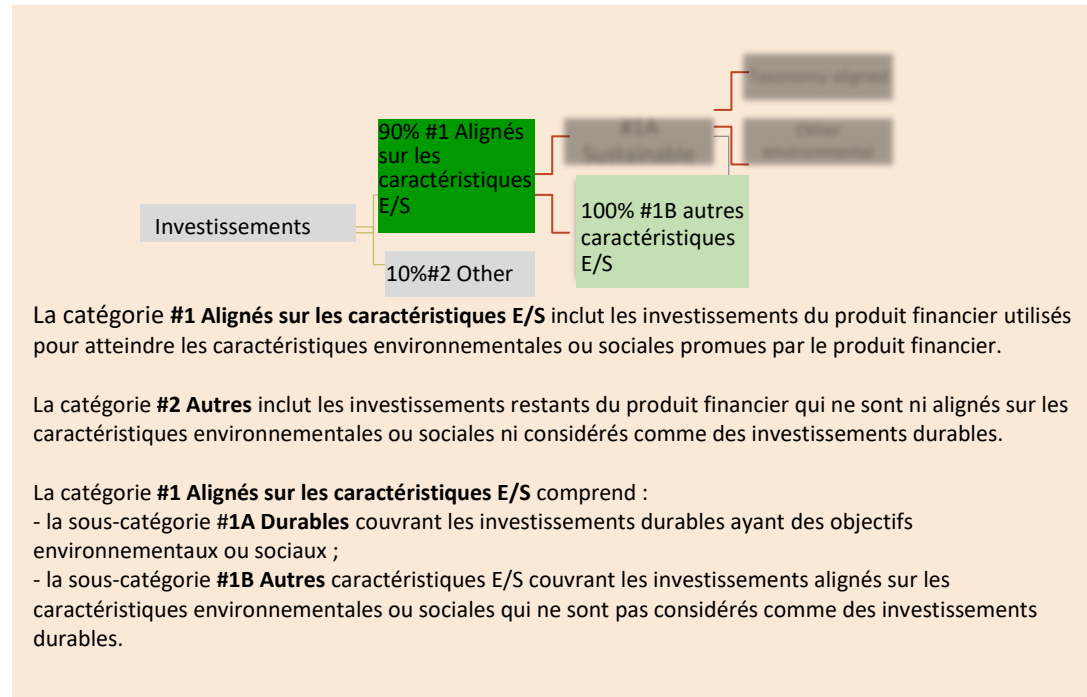 Taxonomy aligned
90% #1 Alignés
sur les
caractéristiques
E/S
#1A
Sustainable
Other
environmental
Investissements
100% #1B autres
caractéristiques
E/S
10%#2 Other
La catégorie #1 Alignés sur les caractéristiques E/S inclut les investissements du produit financier utilisés
pour atteindre les caractéristiques environnementales ou sociales promues par le produit financier.
La catégorie #2 Autres inclut les investissements restants du produit financier qui ne sont ni alignés sur les
caractéristiques environnementales ou sociales ni considérés comme des investissements durables.
La catégorie #1 Alignés sur les caractéristiques E/S comprend :
- la sous-catégorie #1A Durables couvrant les investissements durables ayant des objectifs
environnementaux ou sociaux ;
- la sous-catégorie #1B Autres caractéristiques E/S couvrant les investissements alignés sur les
caractéristiques environnementales ou sociales qui ne sont pas considérés comme des investissements
durables.